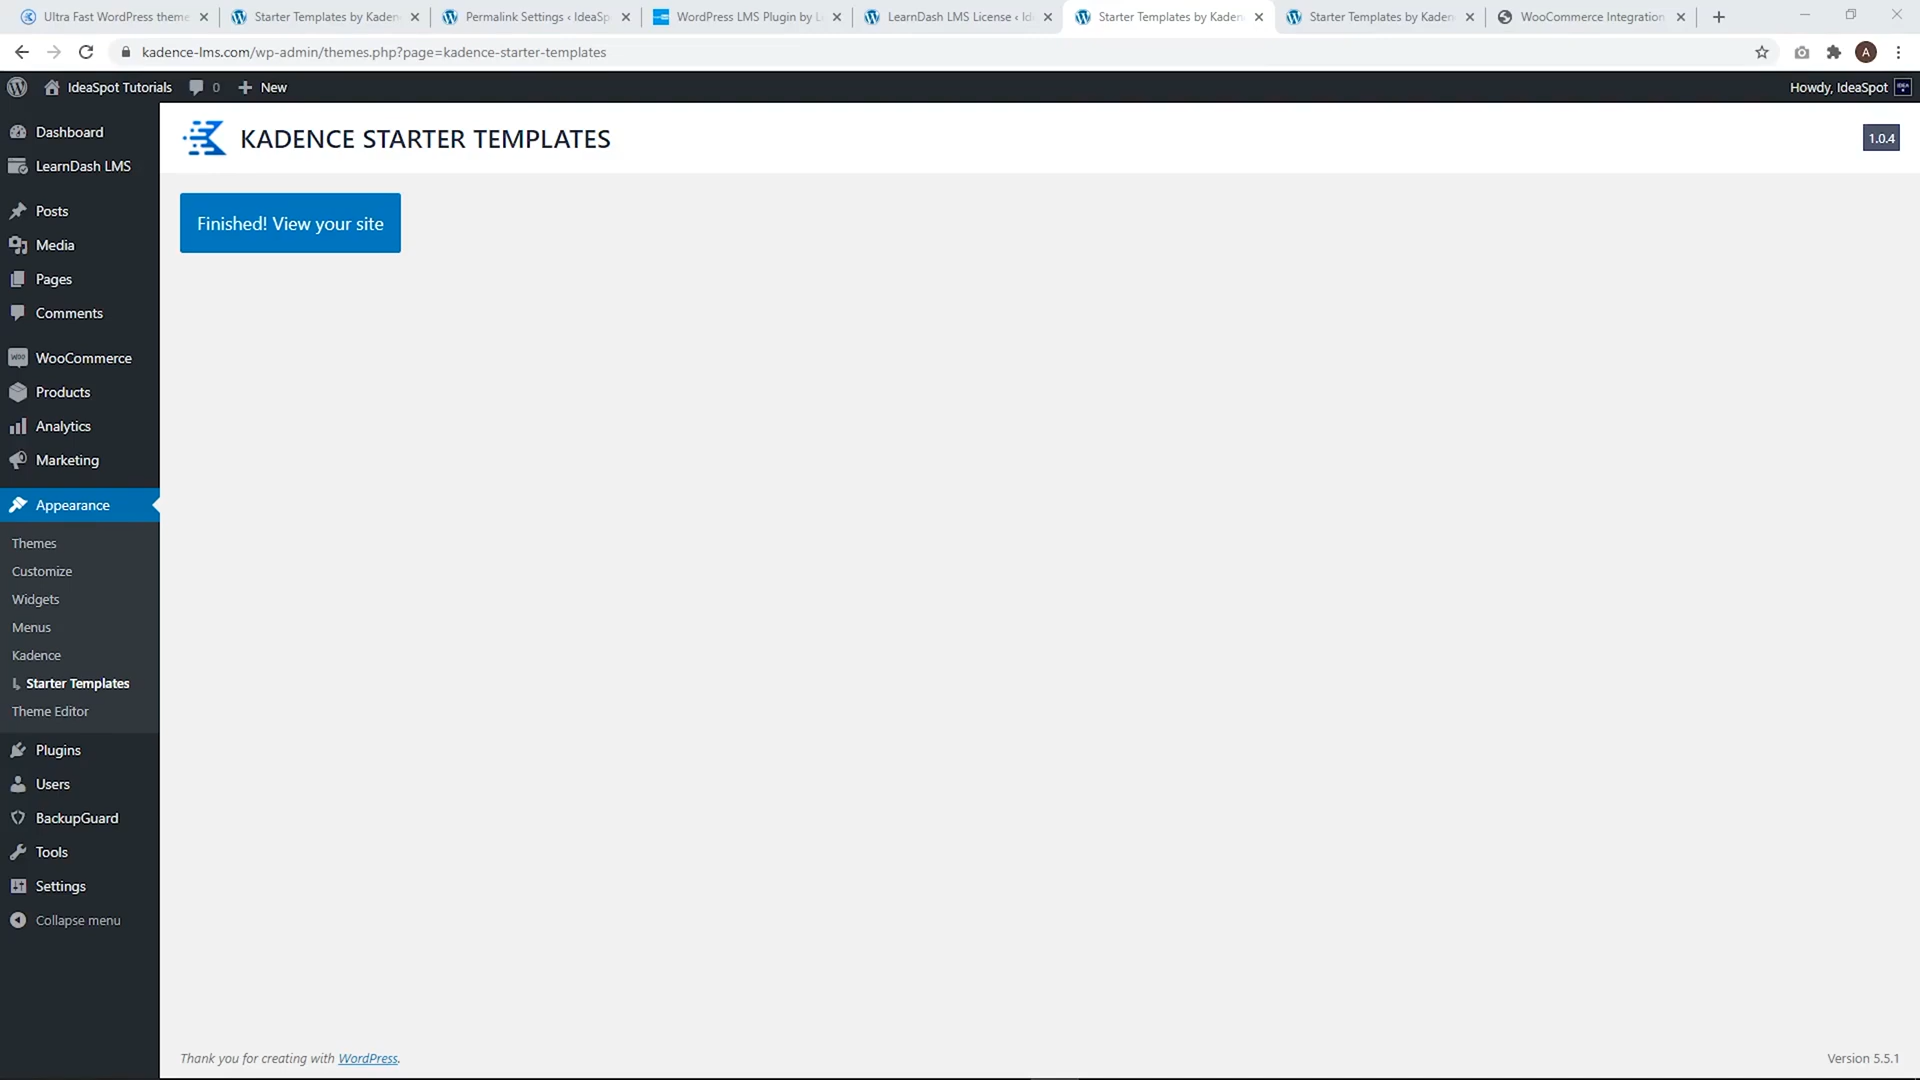 Ultra Fast WordPress theme
Starter Templates by Kaden
Permalink Settings ‹ IdeaSp
WordPress LMS Plugin by L
LearnDash LMS License ‹ Id
Starter Templates by Kaden
Starter Templates by Kaden
WooCommerce Integration
kadence-lms.com/wp-admin/themes.php?page=kadence-starter-templates
A
IdeaSpot Tutorials
0
New
Howdy, IdeaSpot
Dashboard
LearnDash LMS
Posts
Media
Pages
Comments
WooCommerce
Products
Analytics
Marketing
Appearance
Themes
Customize
Widgets
Menus
Kadence
Starter Templates
Theme Editor
Plugins
Users
BackupGuard
Tools
Settings
Collapse menu
KADENCE STARTER TEMPLATES
1.0.4
Finished! View your site
Thank you for creating with WordPress.
Version 5.5.1